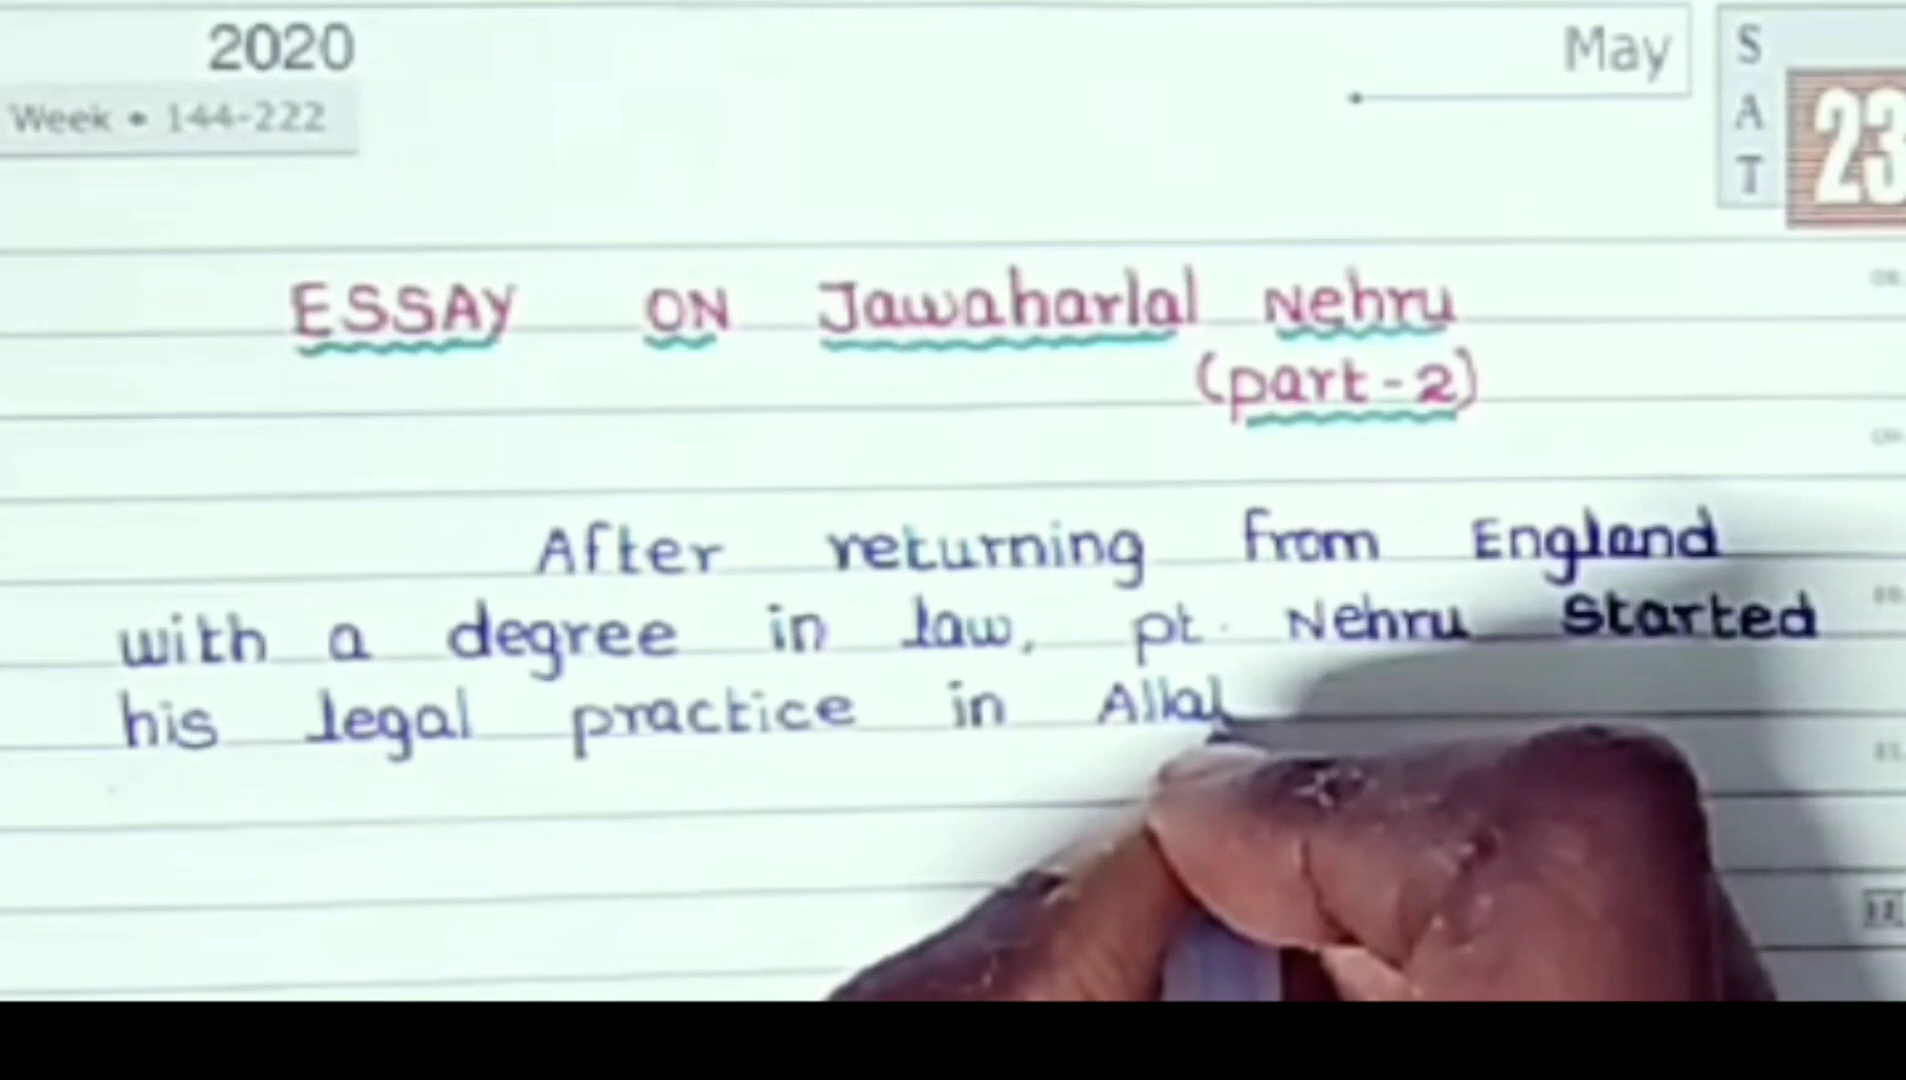 2020
May
S
A
T
23
Week • 144-222
ESSAY ON Jawaharlal Nehru
(part-2)
After returning from England
with a degree in law, pt. Nehru Started
his legal practice in